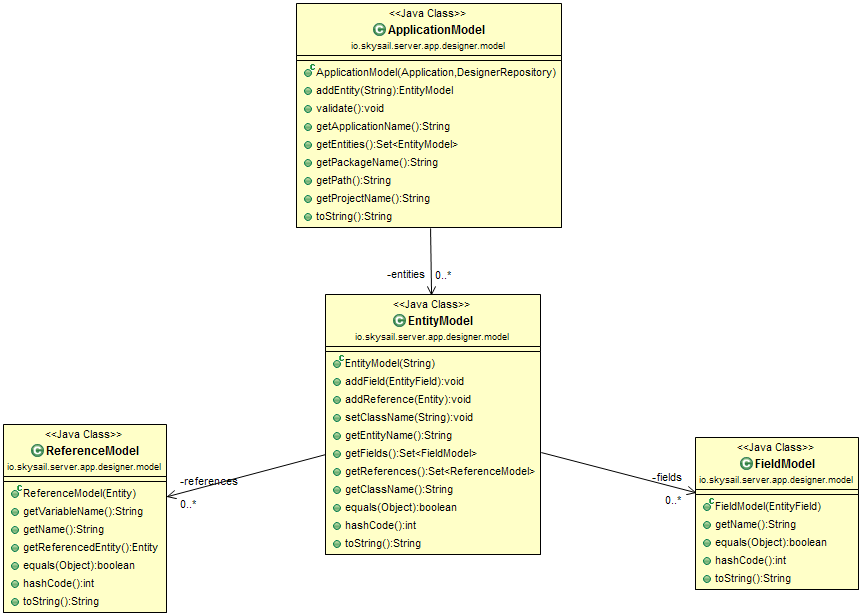 <<Java Class>>
C ApplicationModel
io.skysail.server.app.designer.model
C ApplicationModel(Application,DesignerRepository)
addEntity(String):EntityModel
validate():void
getApplicationName():String
getEntities():Set<EntityModel>
getPackageName():String
getPath():String
getProjectName():String
toString():String
-entities 0..*
<<Java Class>>
C EntityModel
io.skysail.server.app.designer.model
C EntityModel(String)
addField(EntityField):void
addReference(Entity):void
setClassName(String):void
getEntityName():String
getFields():Set<FieldModel>
getReferences():Set<ReferenceModel>
getClassName():String
equals(Object):boolean
hashCode():int
toString():String
-references
0..*
-fields
0..*
<<Java Class>>
C ReferenceModel
io.skysail.server.app.designer.model
C ReferenceModel(Entity)
getVariableName():String
getName():String
getReferencedEntity():Entity
equals(Object):boolean
hashCode():int
toString():String
<<Java Class>>
C FieldModel
io.skysail.server.app.designer.model
C FieldModel(EntityField)
getName():String
equals(Object):boolean
hashCode():int
toString():String